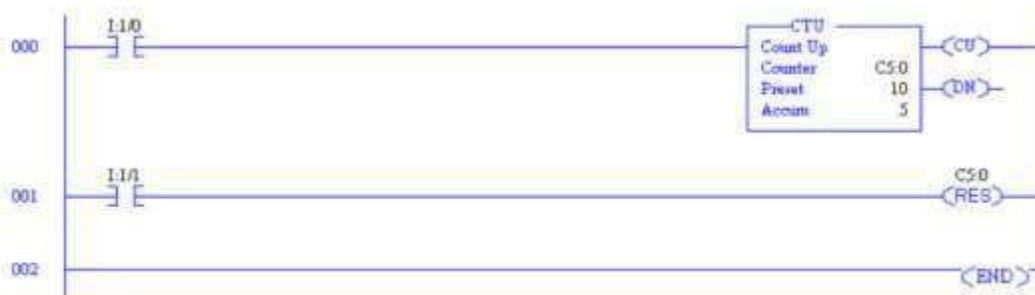 I:1/0
000
CTU
Count Up
Counter C5:0
Preset 10
Accum 5
CU
DN
I:1/1
001
C5:0
RES
002
END